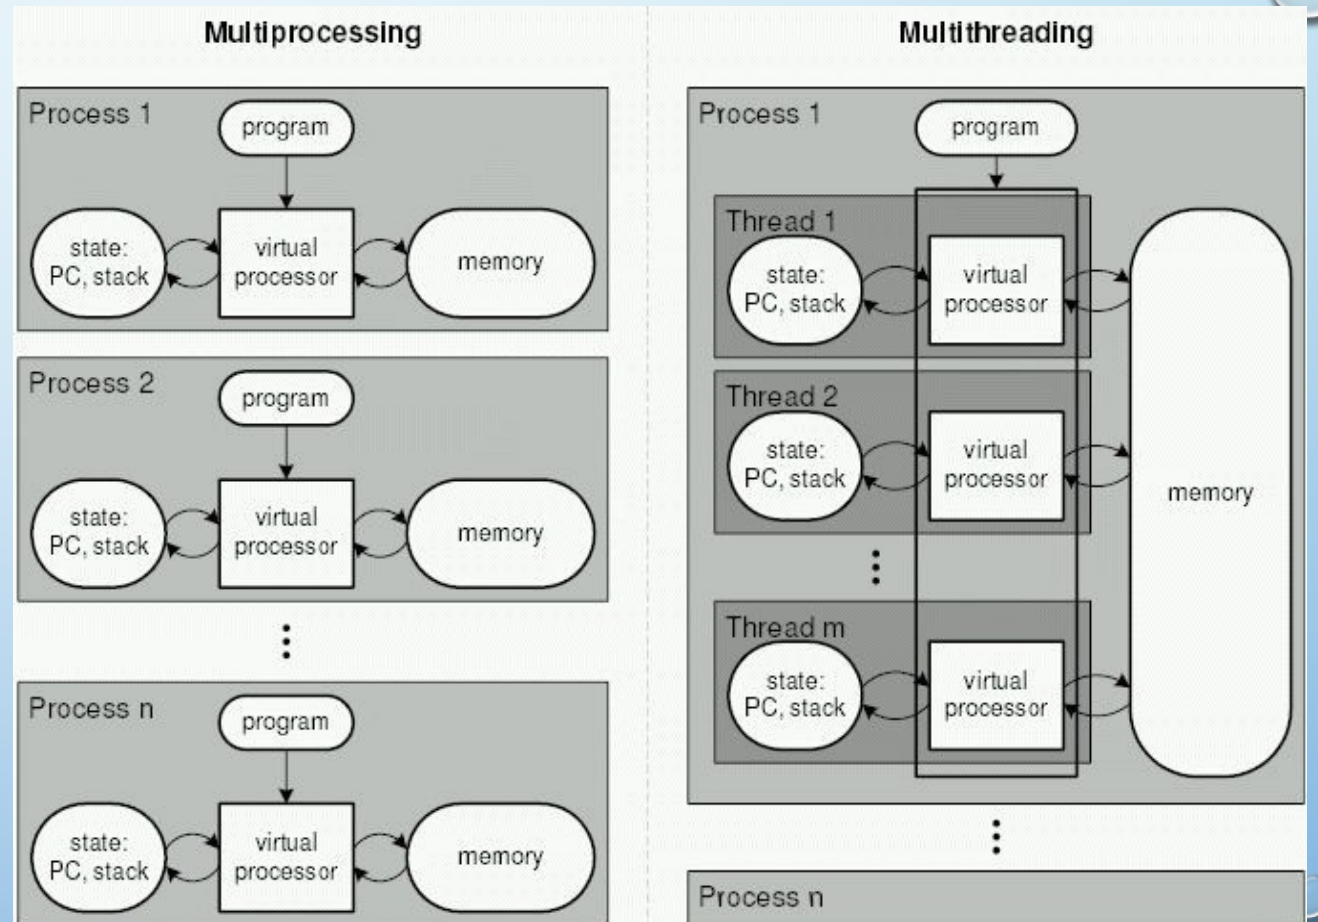 Multiprocessing
Process 1
program
state:
PC, stack
virtual
processor
memory
Process 2
program
state:
PC, stack
virtual
processor
memory
Process n
program
state:
PC, stack
virtual
processor
memory
Multithreading
Process 1
program
Thread 1
state:
PC, stack
virtual
processor
Thread 2
state:
PC, stack
virtual
processor
memory
Thread m
state:
PC, stack
virtual
processor
Process n